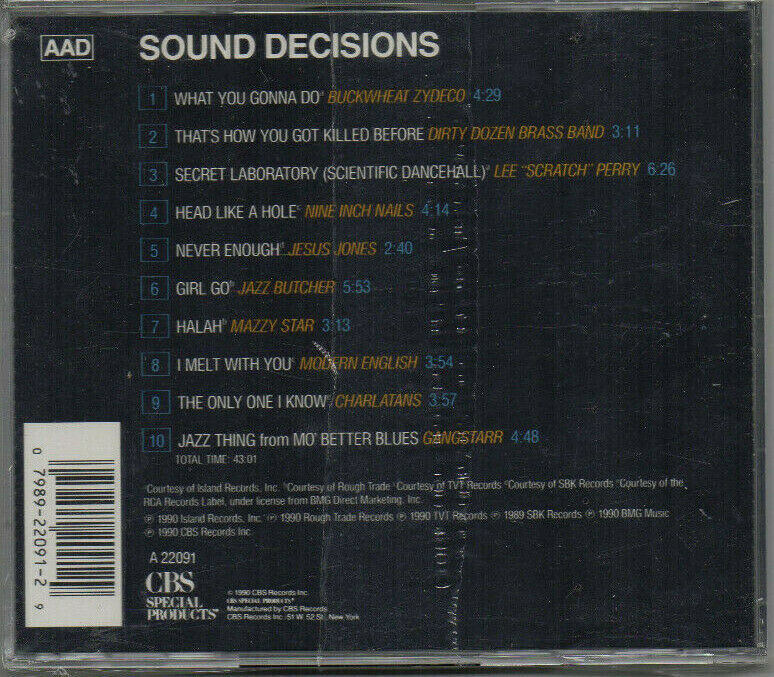 AAD SOUND DECISIONS
1 WHAT YOU GONNA DO BUCKWHEAT ZYDECO 4:29
2 THAT'S HOW YOU GOT KILLED BEFORE DIRTY DOZEN BRASS BAND 3:11
3 SECRET LABORATORY (SCIENTIFIC DANCEHALL) LEE "SCRATCH" PERRY 6:26
4 HEAD LIKE A HOLE NINE INCH NAILS 4:14
5 NEVER ENOUGH JESUS JONES 2:40
6 GIRL GO JAZZ BUTCHER 5:53
7 HALAH MAZZY STAR 3:13
8 I MELT WITH YOU MODERN ENGLISH 3:54
9 THE ONLY ONE I KNOW CHARLATANS 3:57
10 JAZZ THING from MO' BETTER BLUES GANGSTARR 4:48
TOTAL TIME: 43:01
Courtesy of Island Records, Inc. Courtesy of Rough Trade Courtesy of TVT Records Courtesy of SBK Records Courtesy of the
RCA Records Label, under license from BMG Direct Marketing, Inc.
℗ 1990 Island Records, Inc. ℗ 1990 Rough Trade Records ℗ 1990 TVT Records ℗ 1989 SBK Records ℗ 1990 BMG Music
℗ 1990 CBS Records Inc.
A 22091
CBS
SPECIAL
PRODUCTS
© 1990 CBS Records Inc.
CBS SPECIAL PRODUCTS
Manufactured by CBS Records
CBS Records Inc. 51 W. 52 St., New York
0 7989-22091-2 9